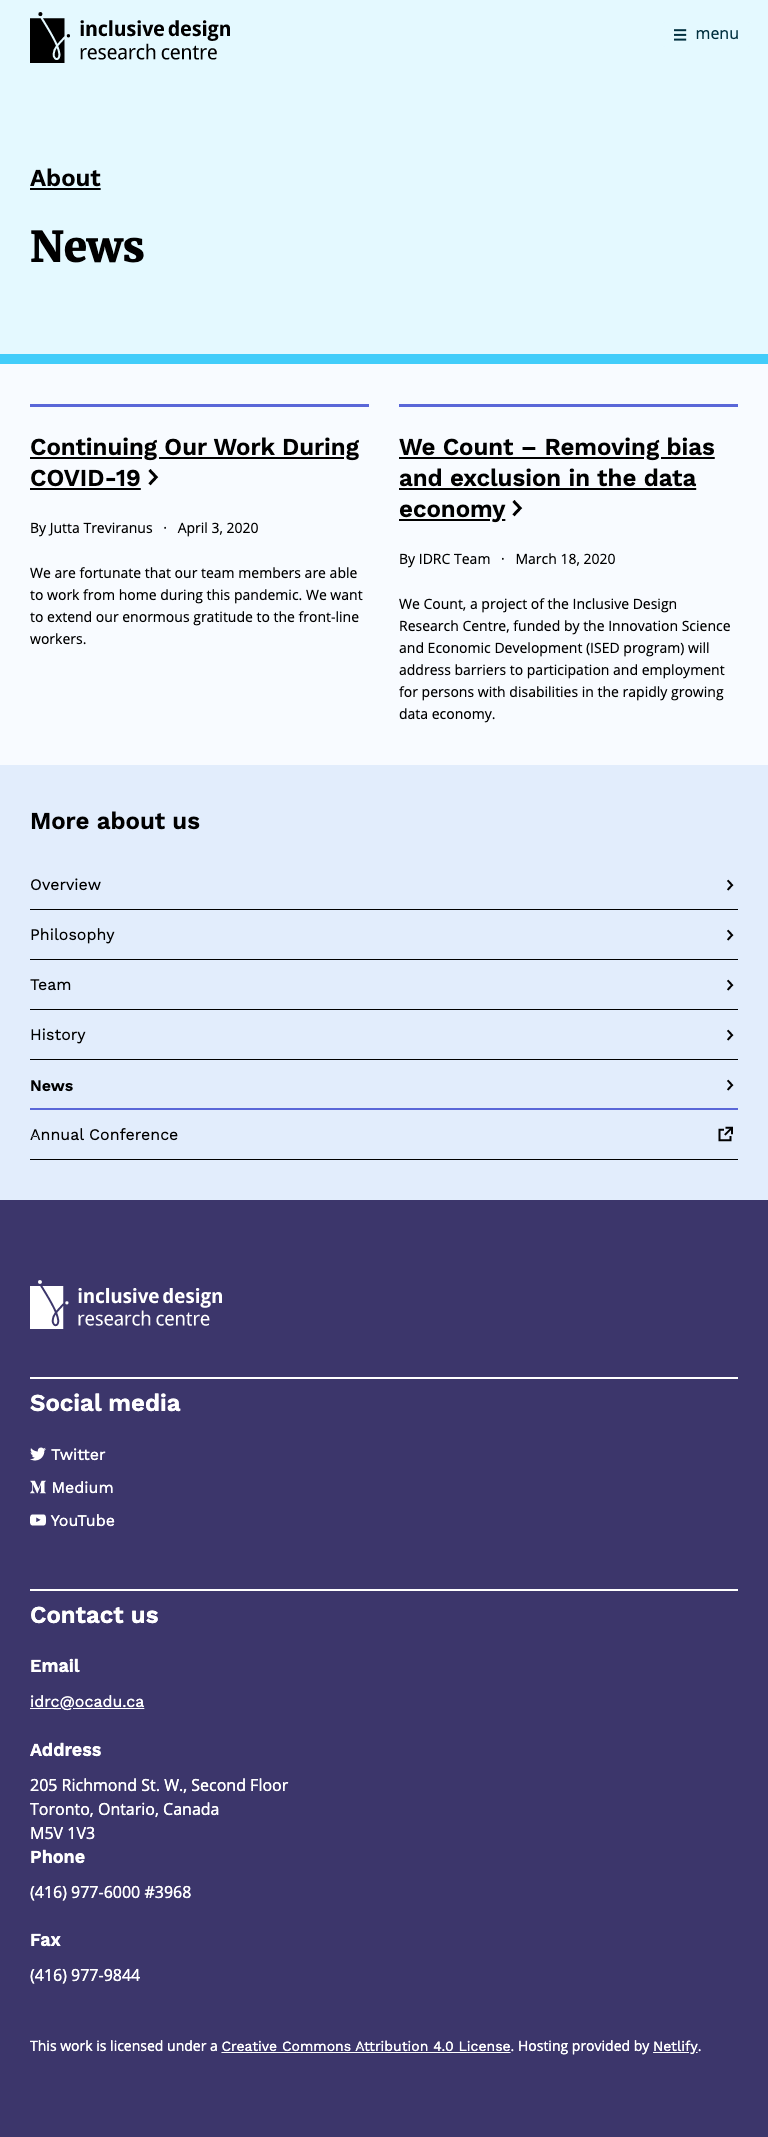 inclusive design
research centre
menu
About
News
Continuing Our Work During
COVID-19
By Jutta Treviranus · April 3, 2020
We are fortunate that our team members are able
to work from home during this pandemic. We want
to extend our enormous gratitude to the front-line
workers.
We Count – Removing bias
and exclusion in the data
economy
By IDRC Team · March 18, 2020
We Count, a project of the Inclusive Design
Research Centre, funded by the Innovation Science
and Economic Development (ISED program) will
address barriers to participation and employment
for persons with disabilities in the rapidly growing
data economy.
More about us
Overview
Philosophy
Team
History
News
Annual Conference
inclusive design
research centre
Social media
Twitter
Medium
YouTube
Contact us
Email
idrc@ocadu.ca
Address
205 Richmond St. W., Second Floor
Toronto, Ontario, Canada
M5V 1V3
Phone
(416) 977-6000 #3968
Fax
(416) 977-9844
This work is licensed under a Creative Commons Attribution 4.0 License. Hosting provided by Netlify.